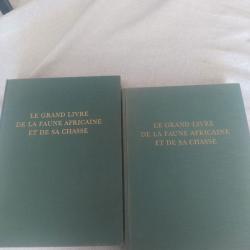 LE GRAND LIVRE
DE LA FAUNE AFRICAINE
ET DE SA CHASSE
LE GRAND LIVRE
DE LA FAUNE AFRICAINE
ET DE SA CHASSE